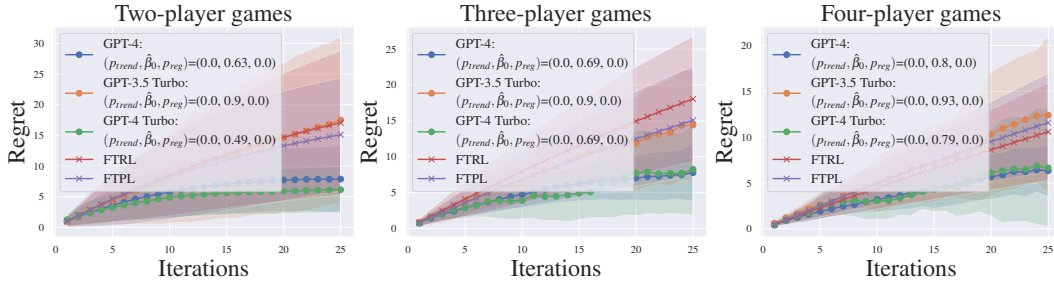 Two-player games
30
25
20
15
10
5
0
Regret
GPT-4:
(p_trend, β̂_0, p_reg)=(0.0, 0.63, 0.0)
GPT-3.5 Turbo:
(p_trend, β̂_0, p_reg)=(0.0, 0.9, 0.0)
GPT-4 Turbo:
(p_trend, β̂_0, p_reg)=(0.0, 0.49, 0.0)
FTRL
FTPL
0 5 10 15 20 25
Iterations
Three-player games
25
20
15
10
5
0
Regret
GPT-4:
(p_trend, β̂_0, p_reg)=(0.0, 0.69, 0.0)
GPT-3.5 Turbo:
(p_trend, β̂_0, p_reg)=(0.0, 0.9, 0.0)
GPT-4 Turbo:
(p_trend, β̂_0, p_reg)=(0.0, 0.69, 0.0)
FTRL
FTPL
0 5 10 15 20 25
Iterations
Four-player games
20
15
10
5
0
Regret
GPT-4:
(p_trend, β̂_0, p_reg)=(0.0, 0.8, 0.0)
GPT-3.5 Turbo:
(p_trend, β̂_0, p_reg)=(0.0, 0.93, 0.0)
GPT-4 Turbo:
(p_trend, β̂_0, p_reg)=(0.0, 0.79, 0.0)
FTRL
FTPL
0 5 10 15 20 25
Iterations